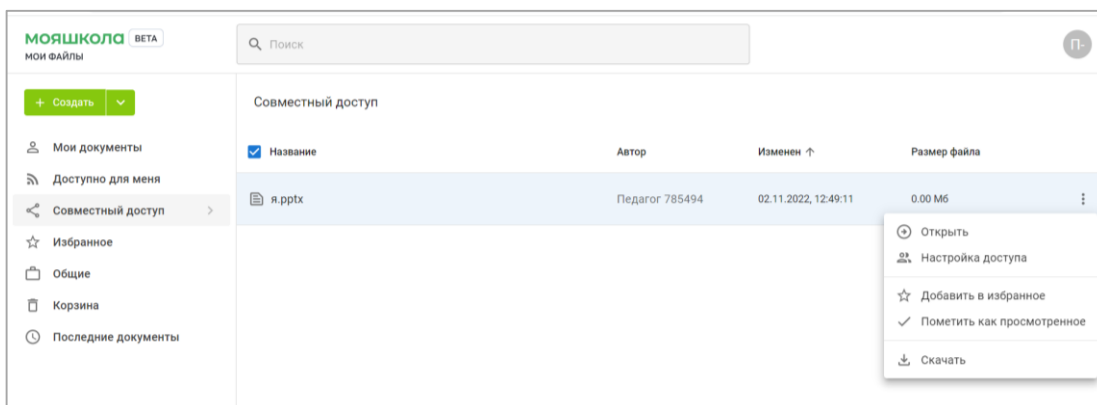 МОЯШКОЛА BETA
МОИ ФАЙЛЫ
Поиск
П-
+ Создать
Совместный доступ
Мои документы
Доступно для меня
Совместный доступ
Избранное
Общие
Корзина
Последние документы
Название Автор Изменен ↑ Размер файла
я.pptx Педагог 785494 02.11.2022, 12:49:11 0.00 Мб
Открыть
Настройка доступа
Добавить в избранное
Пометить как просмотренное
Скачать